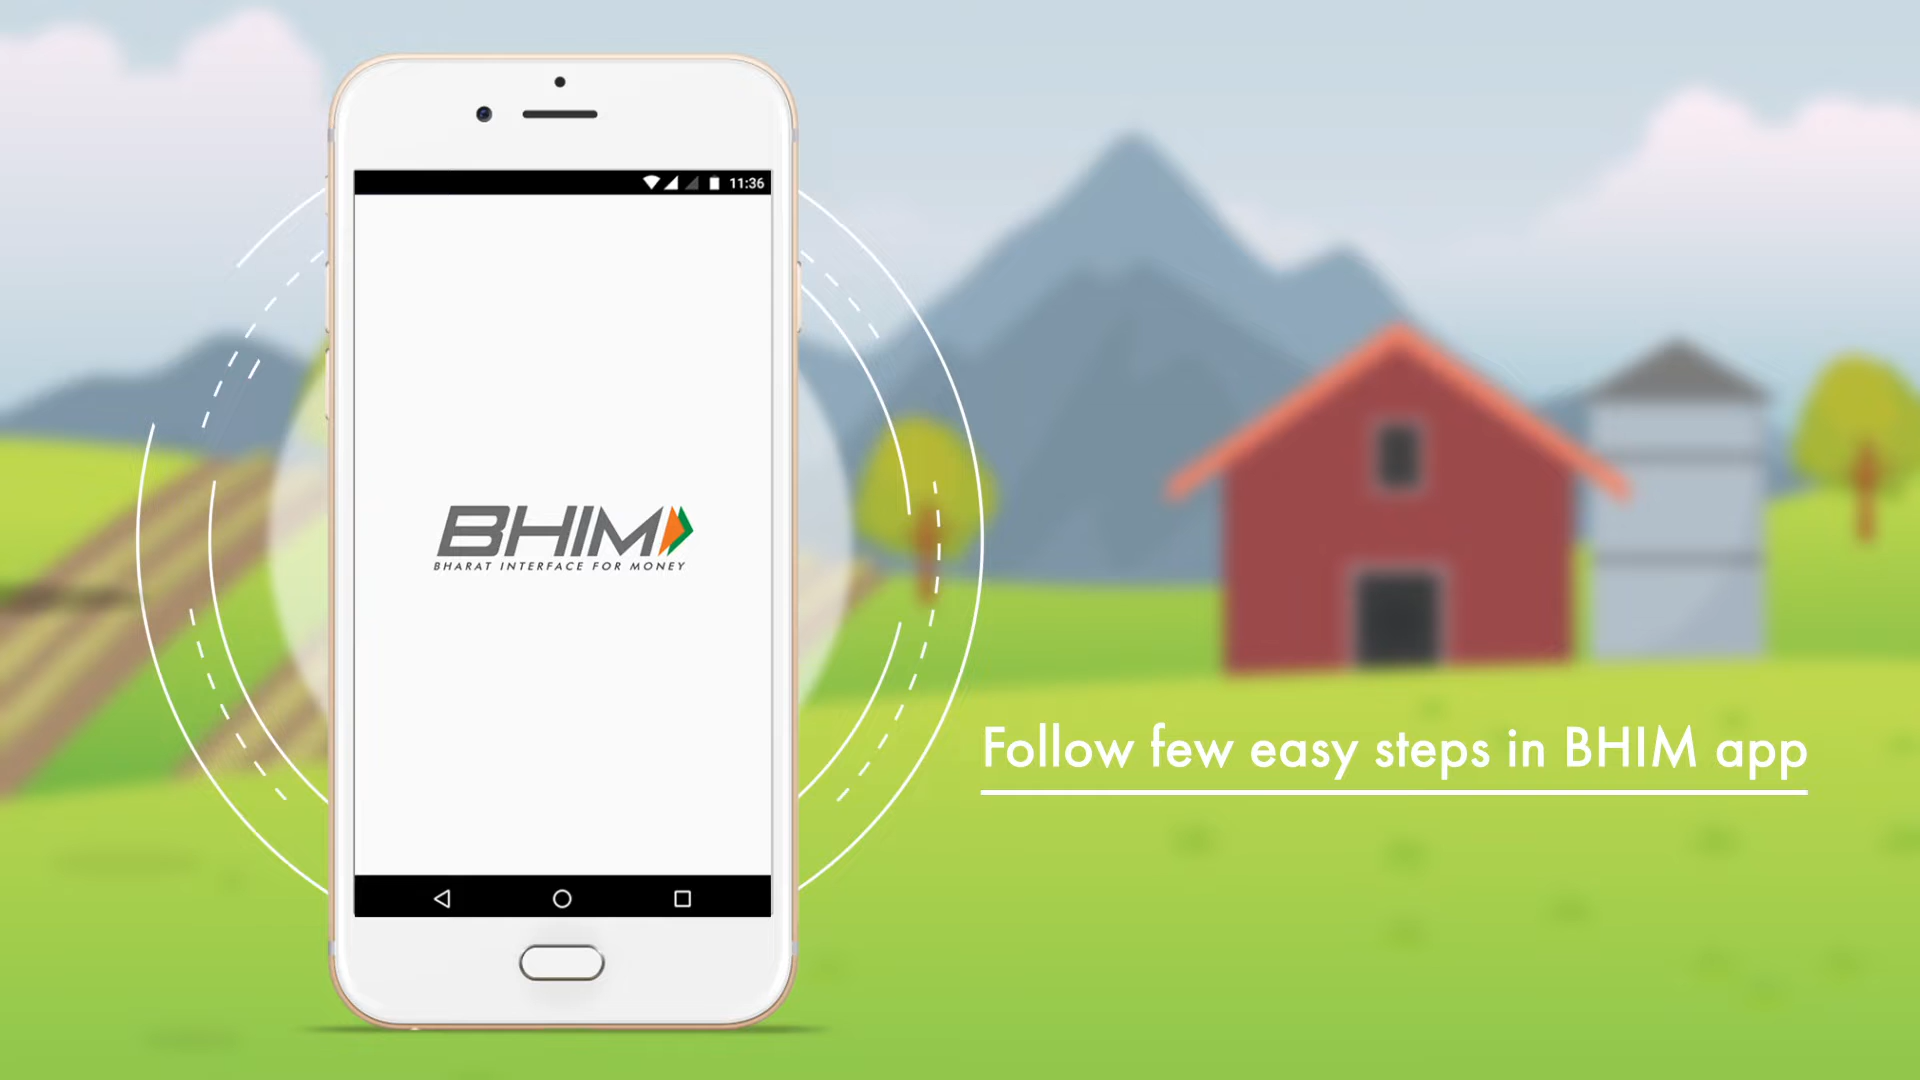 11:36
BHIM
BHARAT INTERFACE FOR MONEY
Follow few easy steps in BHIM app